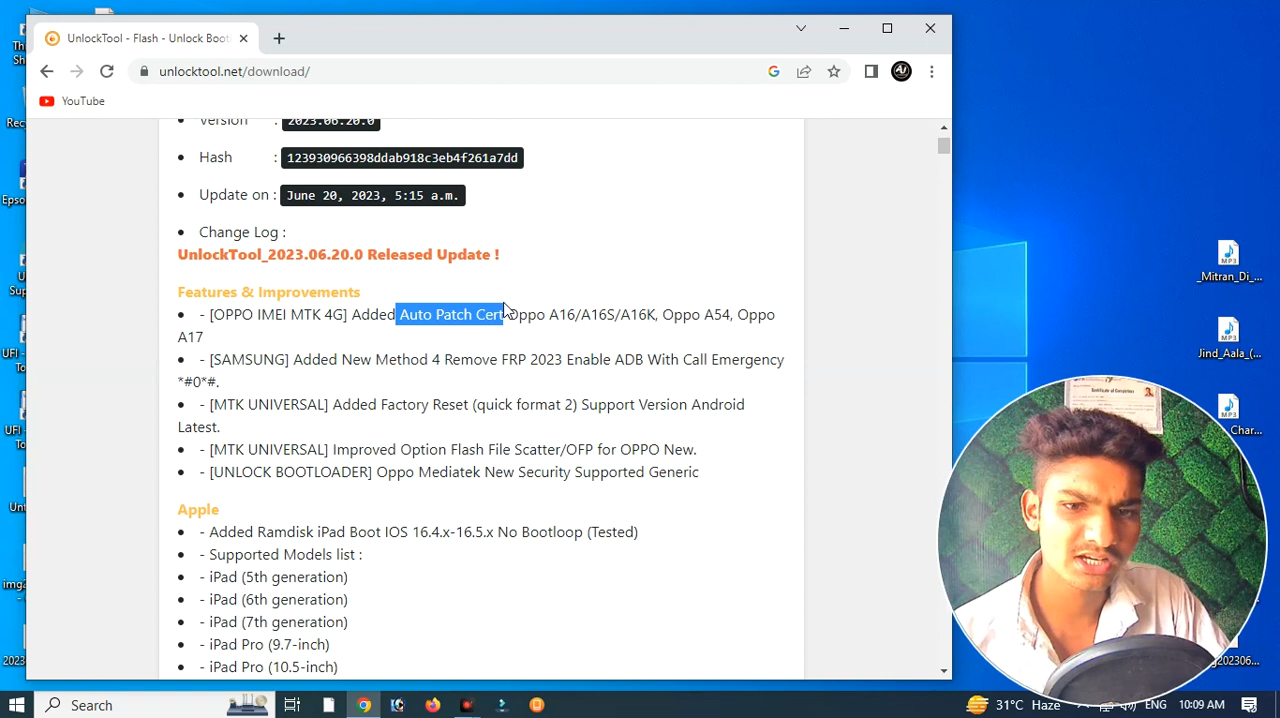 UnlockTool - Flash - Unlock Boot
unlocktool.net/download/
YouTube
Version : 2023.06.20.0
Hash : 123930966398ddab918c3eb4f261a7dd
Update on : June 20, 2023, 5:15 a.m.
Change Log :
UnlockTool_2023.06.20.0 Released Update !
Features & Improvements
- [OPPO IMEI MTK 4G] Added Auto Patch Cert Oppo A16/A16S/A16K, Oppo A54, Oppo
A17
- [SAMSUNG] Added New Method 4 Remove FRP 2023 Enable ADB With Call Emergency
*#0*#.
- [MTK UNIVERSAL] Added Factory Reset (quick format 2) Support Version Android
Latest.
- [MTK UNIVERSAL] Improved Option Flash File Scatter/OFP for OPPO New.
- [UNLOCK BOOTLOADER] Oppo Mediatek New Security Supported Generic
Apple
- Added Ramdisk iPad Boot IOS 16.4.x-16.5.x No Bootloop (Tested)
- Supported Models list :
- iPad (5th generation)
- iPad (6th generation)
- iPad (7th generation)
- iPad Pro (9.7-inch)
- iPad Pro (10.5-inch)
MP3
_Mitran_Di_...
MP3
Jind_Aala_(...
MP3
Search
31°C Haze
ENG
10:09 AM